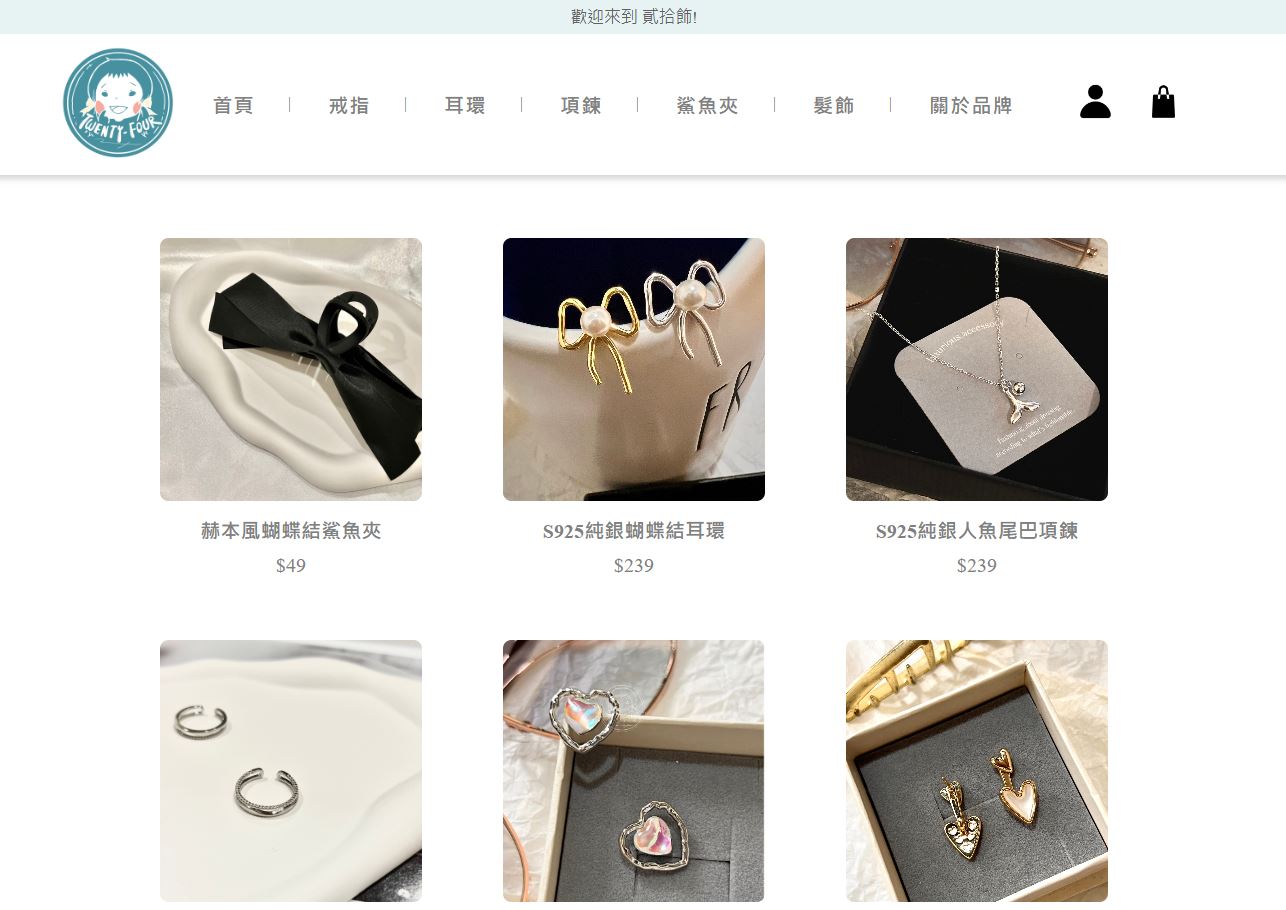 歡迎來到 貳拾飾!
TWENTY-FOUR
首頁 | 戒指 | 耳環 | 項鍊 | 鯊魚夾 | 髮飾 | 關於品牌
luxurious accessory
赫本風蝴蝶結鯊魚夾
$49
S925純銀蝴蝶結耳環
$239
S925純銀人魚尾巴項鍊
$239